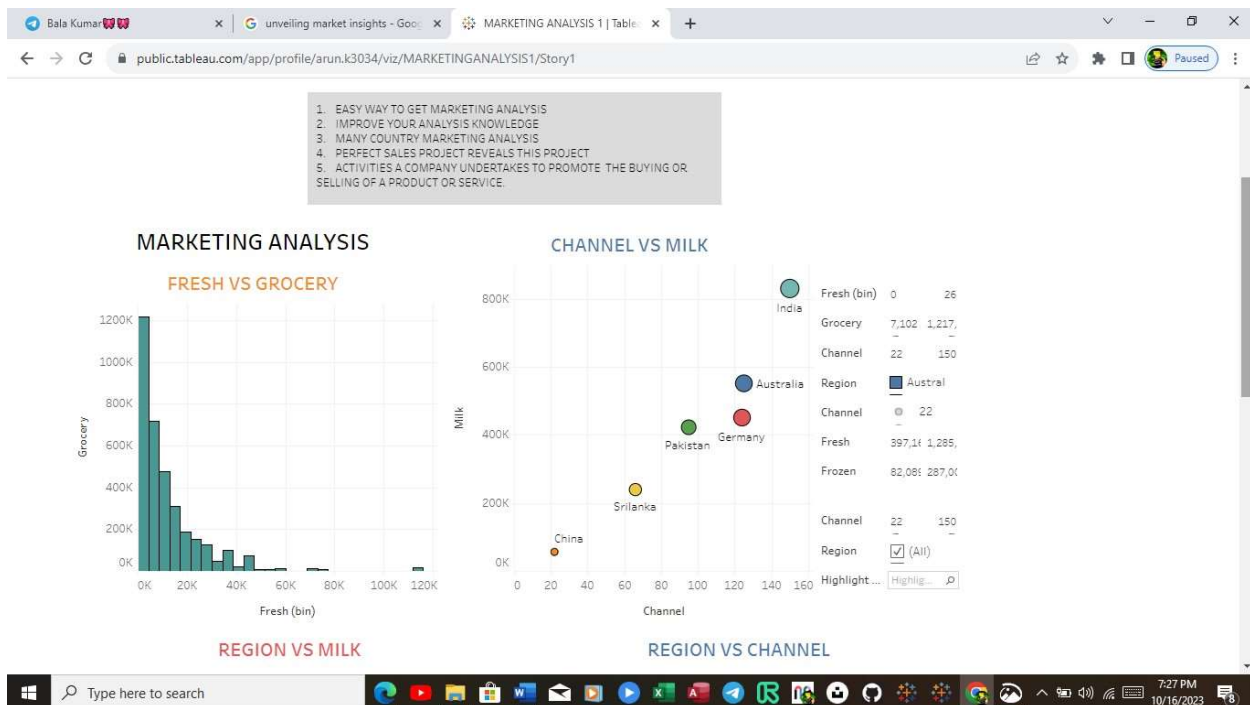 Bala Kumar
unveiling market insights - Goog
MARKETING ANALYSIS 1 | Table
public.tableau.com/app/profile/arun.k3034/viz/MARKETINGANALYSIS1/Story1
Paused
1. EASY WAY TO GET MARKETING ANALYSIS
2. IMPROVE YOUR ANALYSIS KNOWLEDGE
3. MANY COUNTRY MARKETING ANALYSIS
4. PERFECT SALES PROJECT REVEALS THIS PROJECT
5. ACTIVITIES A COMPANY UNDERTAKES TO PROMOTE THE BUYING OR
SELLING OF A PRODUCT OR SERVICE.
MARKETING ANALYSIS
FRESH VS GROCERY
1200K
1000K
800K
600K
400K
200K
0K
Grocery
0K 20K 40K 60K 80K 100K 120K
Fresh (bin)
CHANNEL VS MILK
800K
600K
400K
200K
0K
Milk
India
Australia
Germany
Pakistan
Srilanka
China
0 20 40 60 80 100 120 140 160
Channel
Fresh (bin) 0 26
Grocery 7,102 1,217,
Channel 22 150
Region Austral
Channel 22
Fresh 397,16 1,285,
Frozen 82,089 287,00
Channel 22 150
Region (All)
Highlight ... Highlig...
REGION VS MILK
REGION VS CHANNEL
Type here to search
7:27 PM
10/16/2023